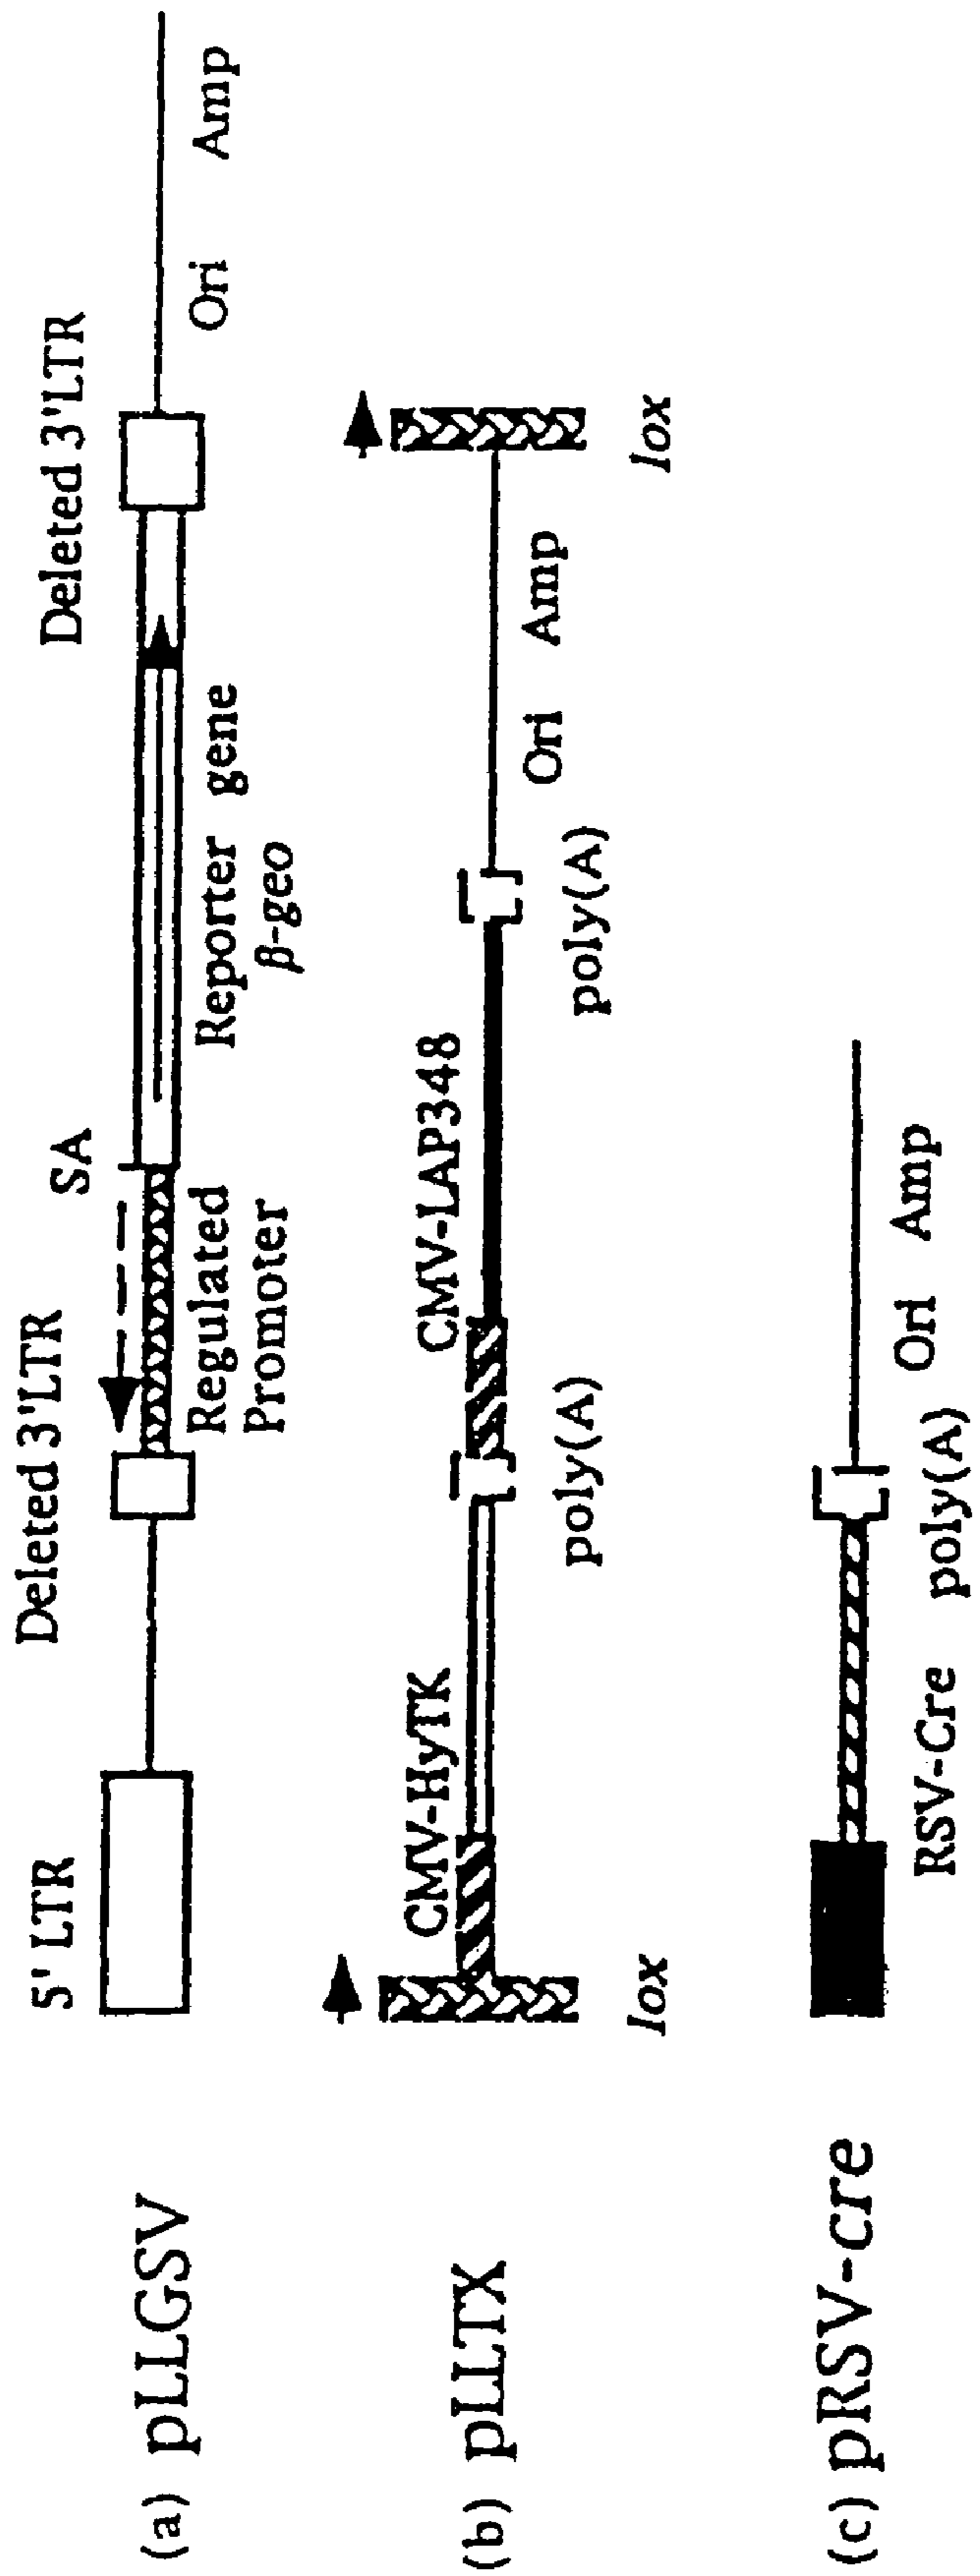 (a) pLLGSV
5' LTR
Deleted 3'LTR
SA
Deleted 3'LTR
Regulated
Promoter
Reporter gene
β-geo
Ori Amp
(b) pLLTX
CMV-HyTK
CMV-LAP348
lox
poly(A)
poly(A)
Ori Amp
lox
(c) pRSV-cre
RSV-Cre poly(A)
Ori Amp